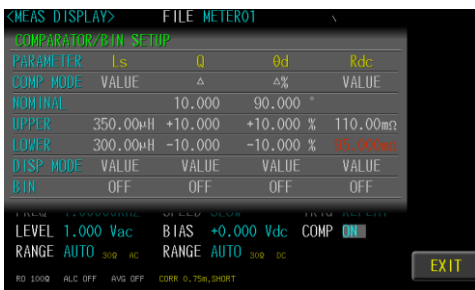 <MEAS DISPLAY> FILE METER01
COMPARATOR/BIN SETUP
PARAMETER Ls Q θd Rdc
COMP MODE VALUE △ △% VALUE
NOMINAL 10.000 90.000 °
UPPER 350.00μH +10.000 +10.000 % 110.00mΩ
LOWER 300.00μH -10.000 -10.000 %
DISP MODE VALUE VALUE VALUE VALUE
BIN OFF OFF OFF OFF
LEVEL 1.000 Vac BIAS +0.000 Vdc COMP ON
RANGE AUTO 30Ω AC RANGE AUTO 30Ω DC
RO 100Ω ALC OFF AVG OFF CORR 0.75m,SHORT
EXIT